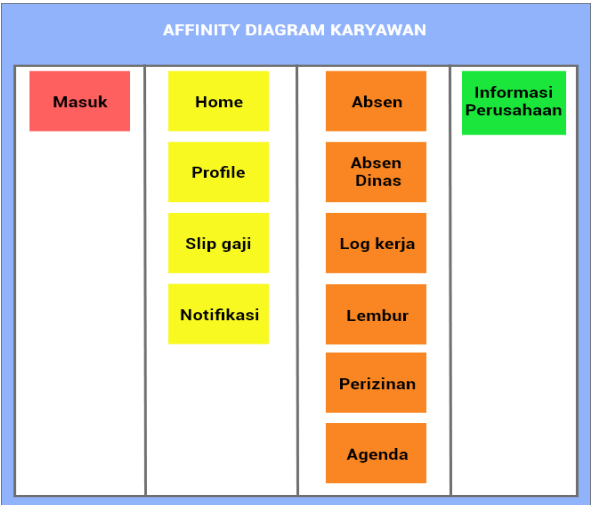 AFFINITY DIAGRAM KARYAWAN
Masuk
Home
Profile
Slip gaji
Notifikasi
Absen
Absen
Dinas
Log kerja
Lembur
Perizinan
Agenda
Informasi
Perusahaan